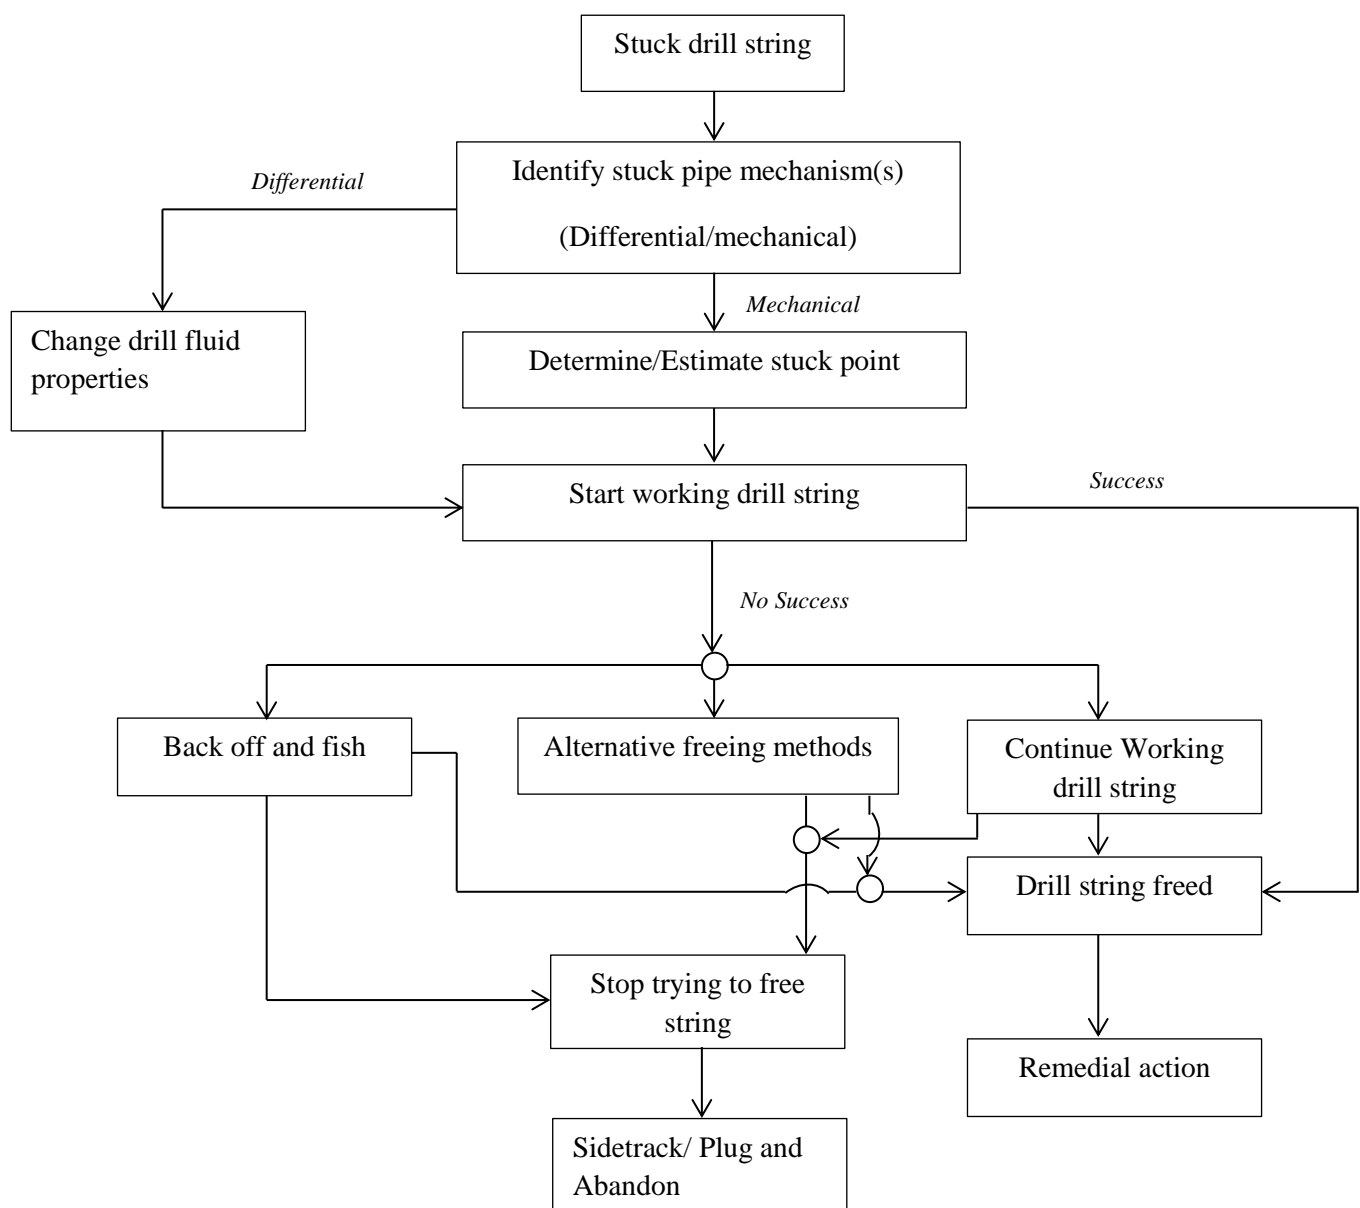 Stuck drill string
Identify stuck pipe mechanism(s)
(Differential/mechanical)
Differential
Mechanical
Change drill fluid
properties
Determine/Estimate stuck point
Start working drill string
Success
No Success
Back off and fish
Alternative freeing methods
Continue Working
drill string
Drill string freed
Stop trying to free
string
Remedial action
Sidetrack/ Plug and
Abandon